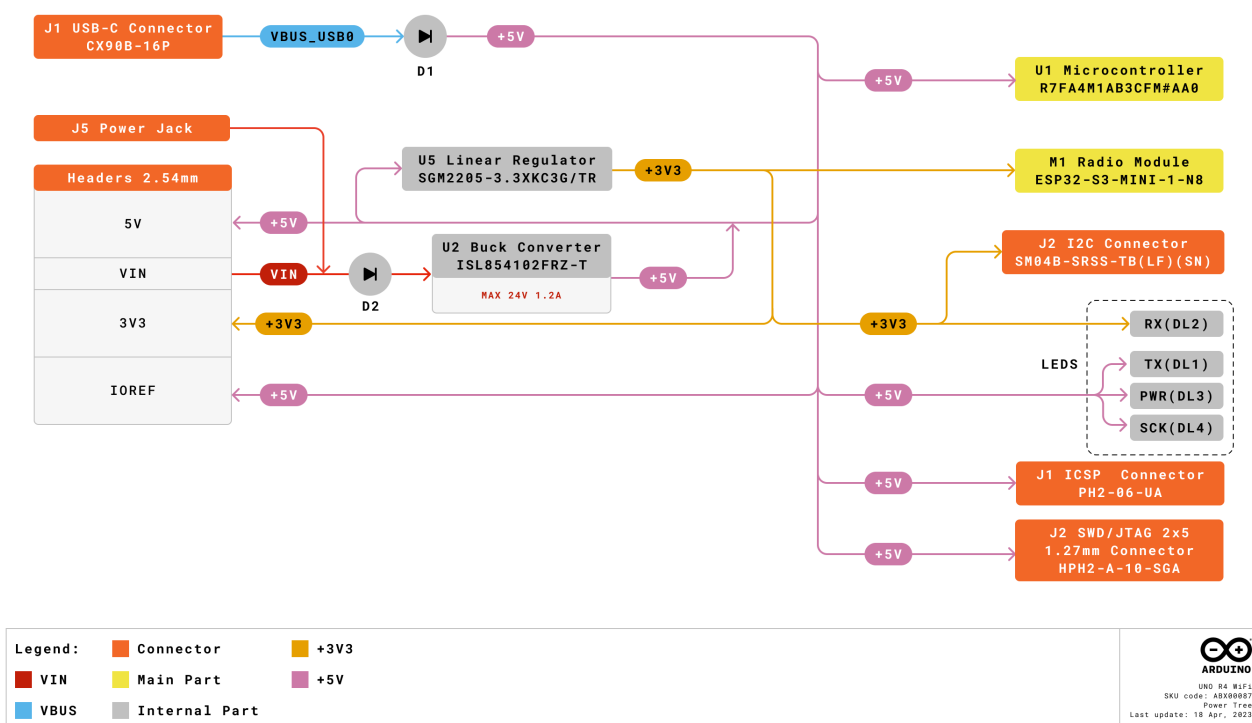 J1 USB-C Connector
CX90B-16P
VBUS_USB0
D1
+5V
+5V
U1 Microcontroller
R7FA4M1AB3CFM#AA0
J5 Power Jack
U5 Linear Regulator
SGM2205-3.3XKC3G/TR
+3V3
M1 Radio Module
ESP32-S3-MINI-1-N8
Headers 2.54mm
5V
+5V
VIN
VIN
D2
U2 Buck Converter
ISL854102FRZ-T
MAX 24V 1.2A
+5V
J2 I2C Connector
SM04B-SRSS-TB(LF)(SN)
3V3
+3V3
+3V3
LEDS
RX(DL2)
TX(DL1)
PWR(DL3)
SCK(DL4)
IOREF
+5V
+5V
+5V
J1 ICSP Connector
PH2-06-UA
+5V
J2 SWD/JTAG 2x5
1.27mm Connector
HPH2-A-10-SGA
Legend:
Connector
+3V3
VIN
Main Part
+5V
VBUS
Internal Part
ARDUINO
UNO R4 WiFi
SKU code: ABX00087
Power Tree
Last update: 18 Apr, 2023